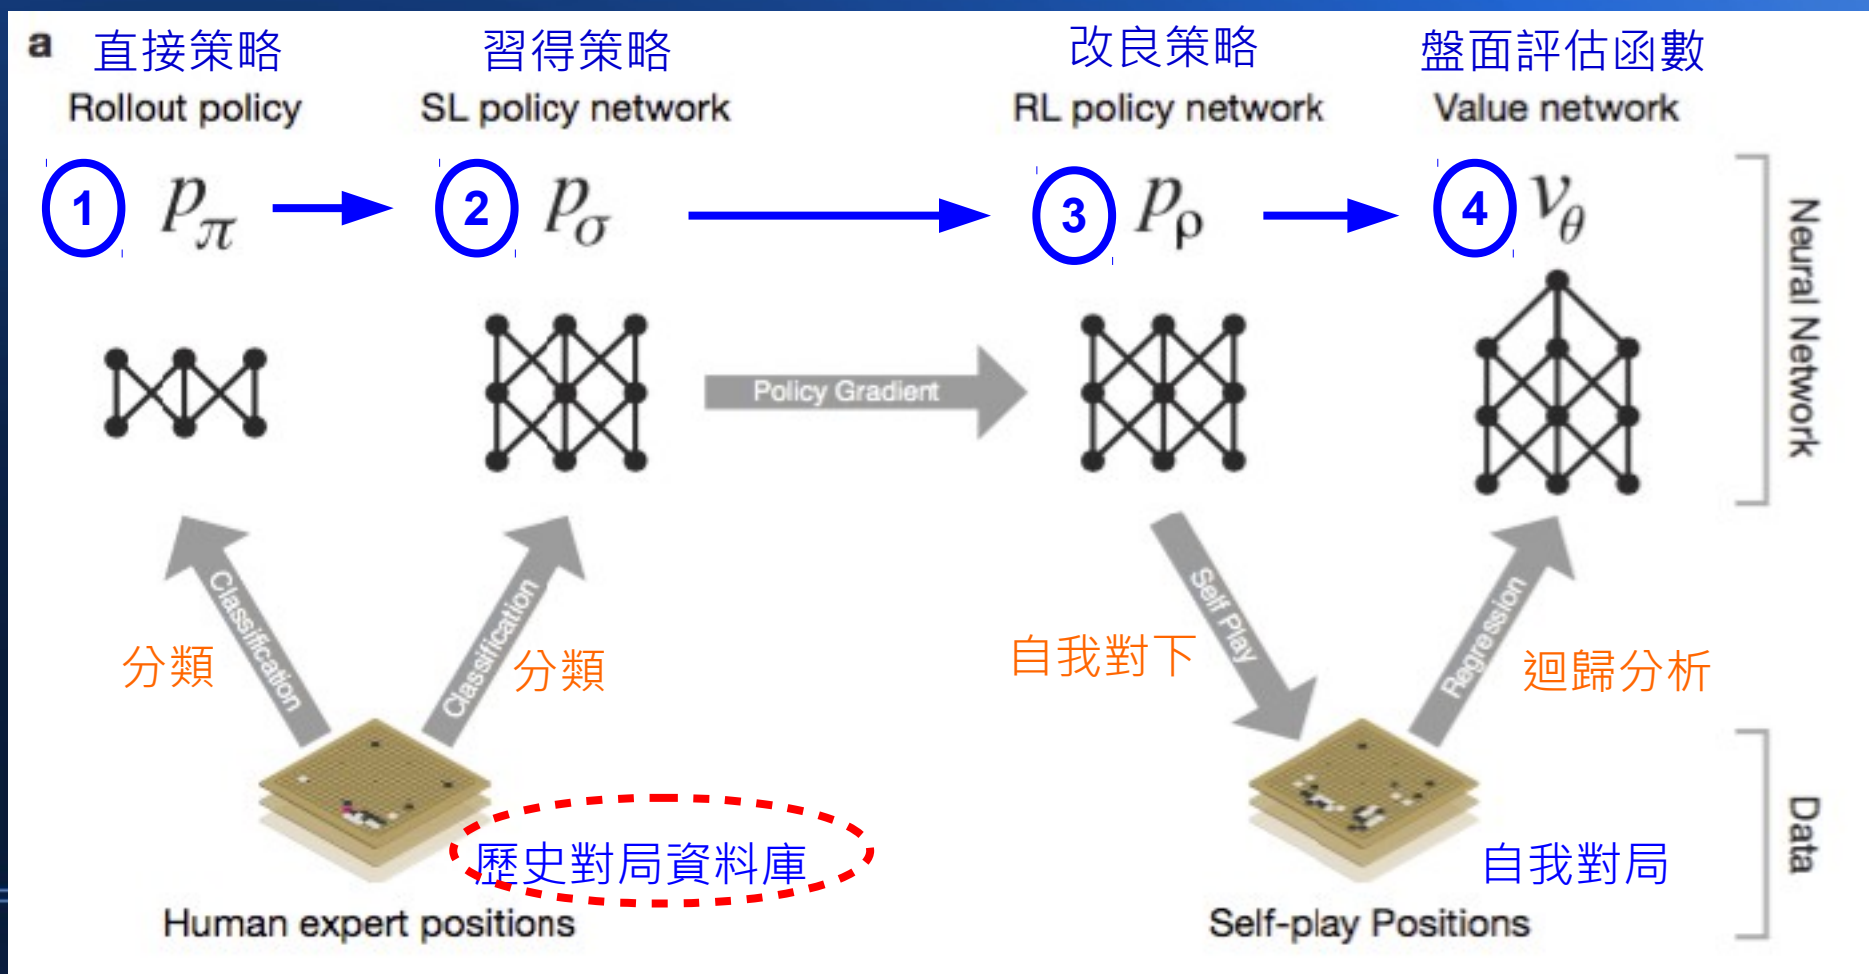 a
直接策略
習得策略
改良策略
盤面評估函數
Rollout policy
SL policy network
RL policy network
Value network
1
pπ
2
pσ
3
pρ
4
vθ
Neural Network
Policy Gradient
Classification
Classification
Self Play
Regression
分類
分類
自我對下
迴歸分析
歷史對局資料庫
自我對局
Data
Human expert positions
Self-play Positions